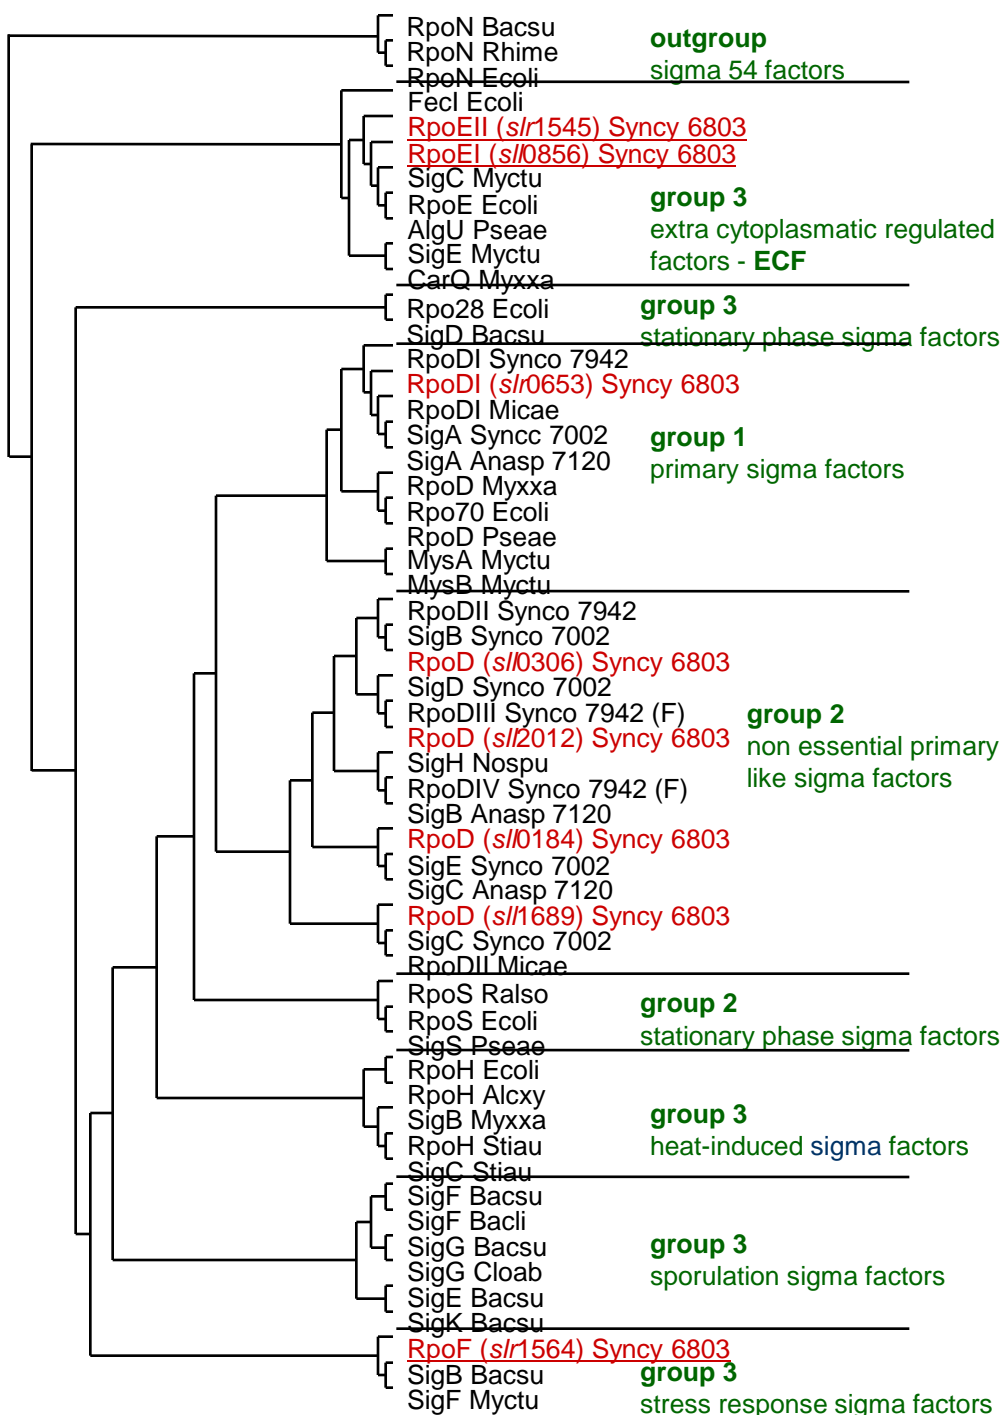 RpoN Bacsu
RpoN Rhime
RpoN Ecoli
outgroup
sigma 54 factors
FecI Ecoli
RpoEII (slr1545) Syncy 6803
RpoEI (sll0856) Syncy 6803
SigC Myctu
RpoE Ecoli
AlgU Pseae
SigE Myctu
CarQ Myxxa
group 3
extra cytoplasmatic regulated
factors - ECF
Rpo28 Ecoli
SigD Bacsu
group 3
stationary phase sigma factors
RpoDI Synco 7942
RpoDI (slr0653) Syncy 6803
RpoDI Micae
SigA Syncc 7002
SigA Anasp 7120
RpoD Myxxa
Rpo70 Ecoli
RpoD Pseae
MysA Myctu
MysB Myctu
group 1
primary sigma factors
RpoDII Synco 7942
SigB Synco 7002
RpoD (sll0306) Syncy 6803
SigD Synco 7002
RpoDIII Synco 7942 (F)
RpoD (sll2012) Syncy 6803
SigH Nospu
RpoDIV Synco 7942 (F)
SigB Anasp 7120
RpoD (sll0184) Syncy 6803
SigE Synco 7002
SigC Anasp 7120
RpoD (sll1689) Syncy 6803
SigC Synco 7002
RpoDII Micae
group 2
non essential primary
like sigma factors
RpoS Ralso
RpoS Ecoli
SigS Pseae
group 2
stationary phase sigma factors
RpoH Ecoli
RpoH Alcxy
SigB Myxxa
RpoH Stiau
SigC Stiau
group 3
heat-induced sigma factors
SigF Bacsu
SigF Bacli
SigG Bacsu
SigG Cloab
SigE Bacsu
SigK Bacsu
group 3
sporulation sigma factors
RpoF (slr1564) Syncy 6803
SigB Bacsu
SigF Myctu
group 3
stress response sigma factors